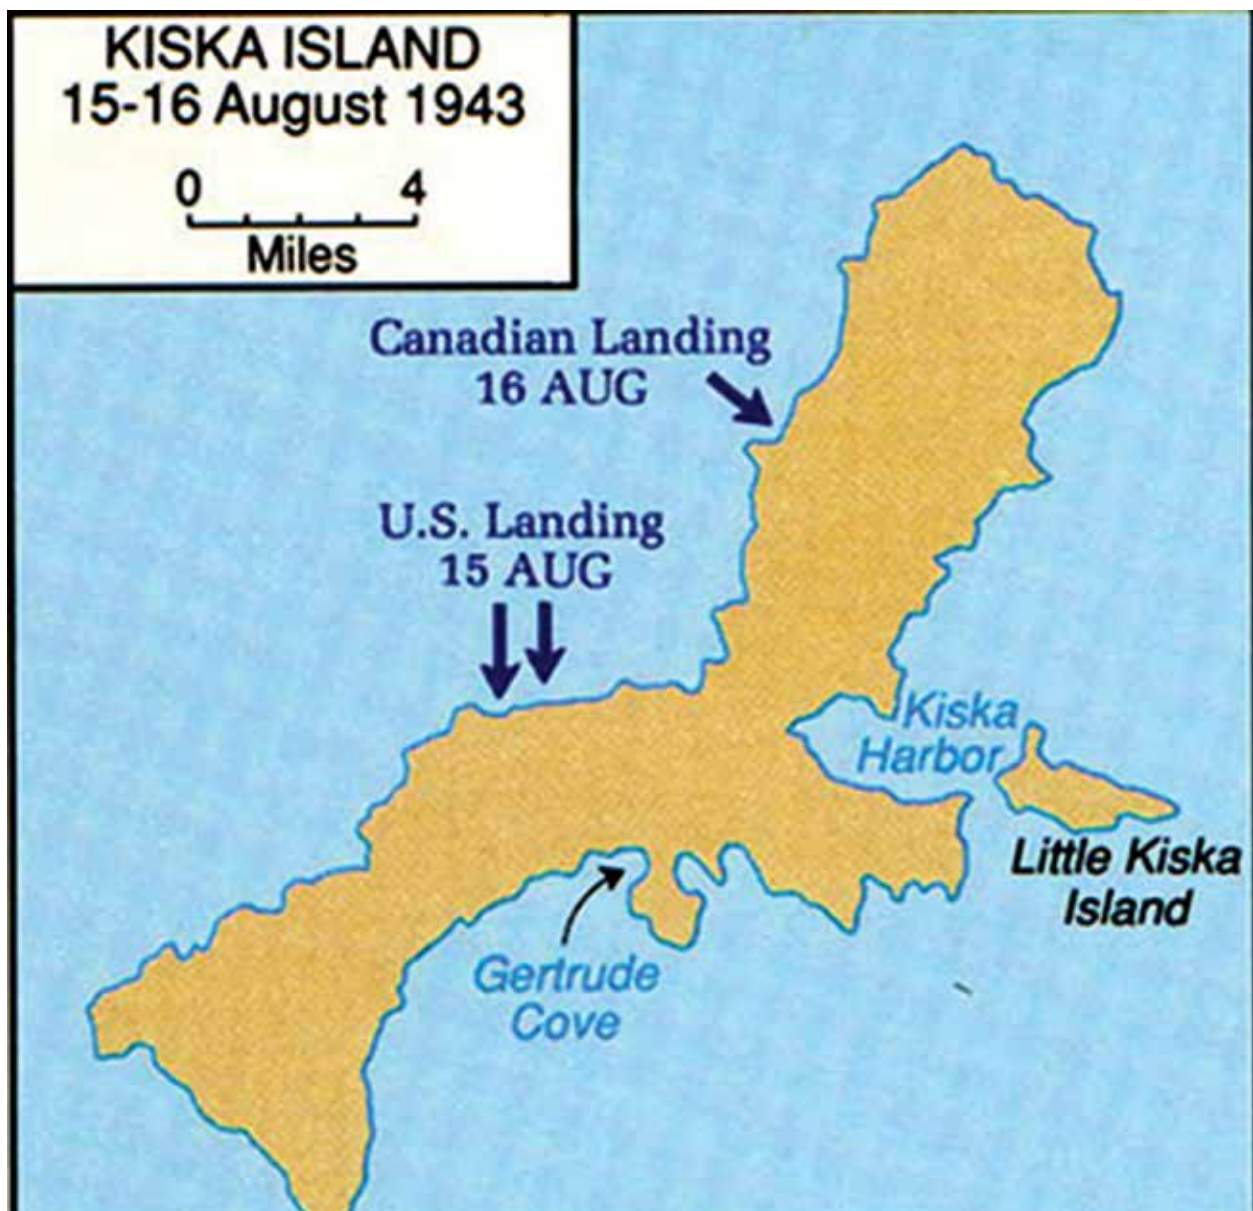 KISKA ISLAND
15-16 August 1943
0 4
Miles
Canadian Landing
16 AUG
U.S. Landing
15 AUG
Kiska
Harbor
Little Kiska
Island
Gertrude
Cove